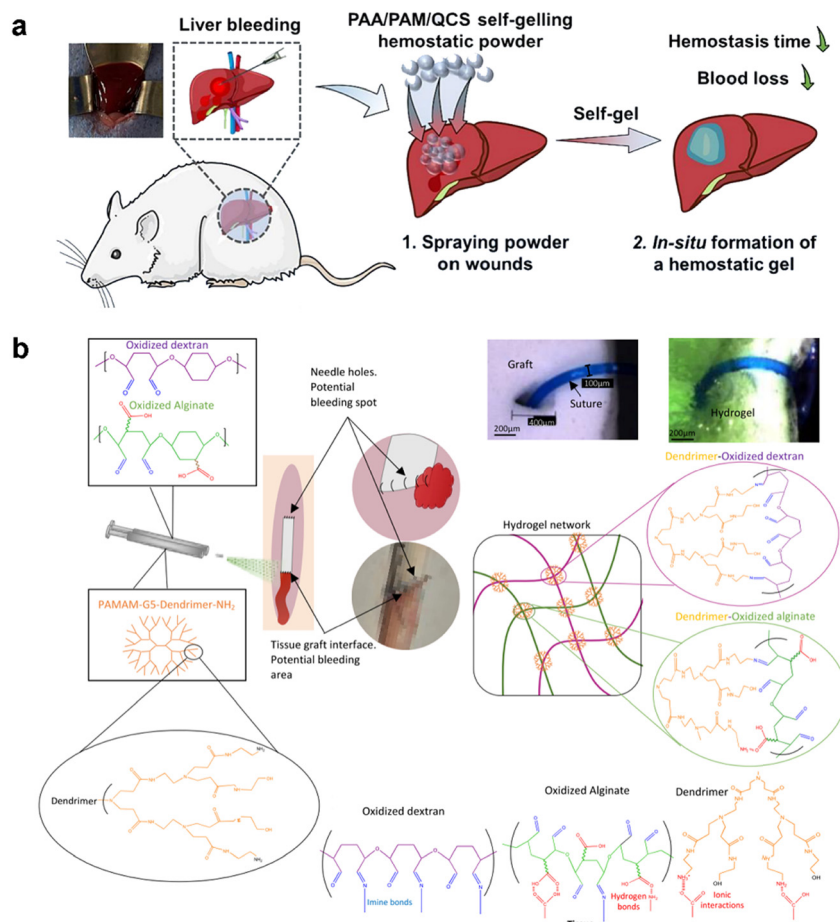 a
Liver bleeding
PAA/PAM/QCS self-gelling
hemostatic powder
Hemostasis time
Blood loss
Self-gel
1. Spraying powder
on wounds
2. In-situ formation of
a hemostatic gel
b
Oxidized dextran
Oxidized Alginate
Needle holes.
Potential
bleeding spot
Graft
100µm
Suture
400µm
200µm
Hydrogel
200µm
Dendrimer-Oxidized dextran
Hydrogel network
PAMAM-G5-Dendrimer-NH2
Tissue graft interface.
Potential bleeding
area
Dendrimer-Oxidized alginate
Dendrimer
Oxidized dextran
Imine bonds
Oxidized Alginate
Hydrogen
bonds
Dendrimer
Ionic
interactions